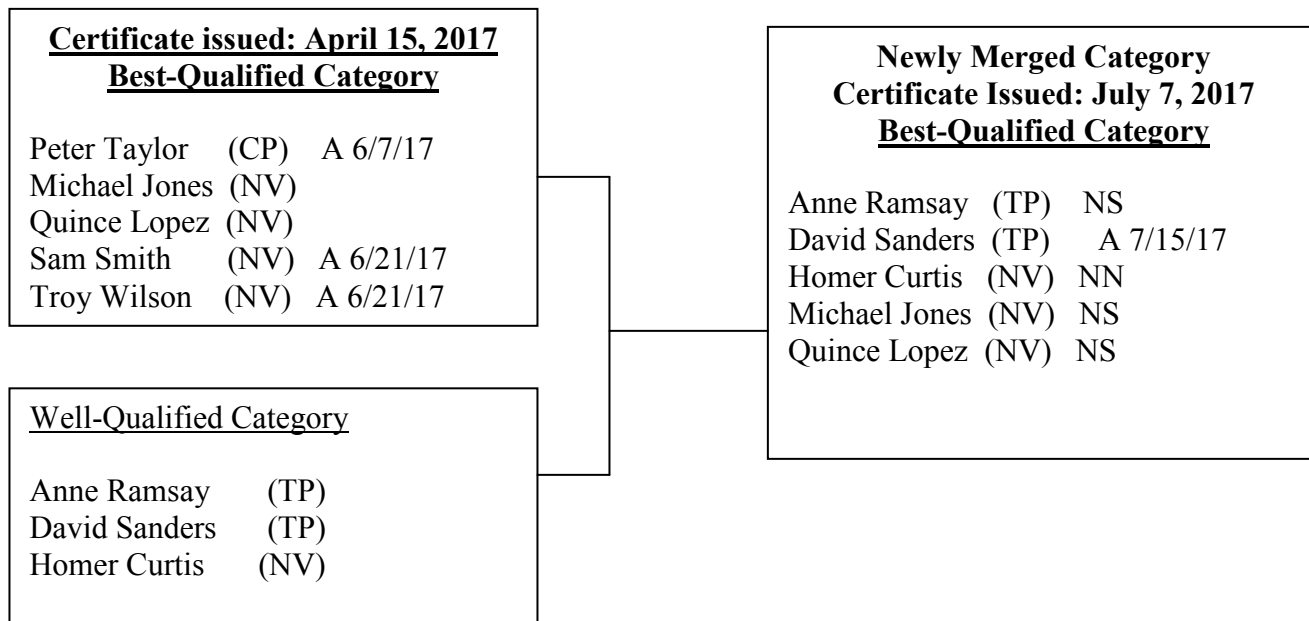 Certificate issued: April 15, 2017
Best-Qualified Category
Peter Taylor (CP) A 6/7/17
Michael Jones (NV)
Quince Lopez (NV)
Sam Smith (NV) A 6/21/17
Troy Wilson (NV) A 6/21/17
Well-Qualified Category
Anne Ramsay (TP)
David Sanders (TP)
Homer Curtis (NV)
Newly Merged Category
Certificate Issued: July 7, 2017
Best-Qualified Category
Anne Ramsay (TP) NS
David Sanders (TP) A 7/15/17
Homer Curtis (NV) NN
Michael Jones (NV) NS
Quince Lopez (NV) NS